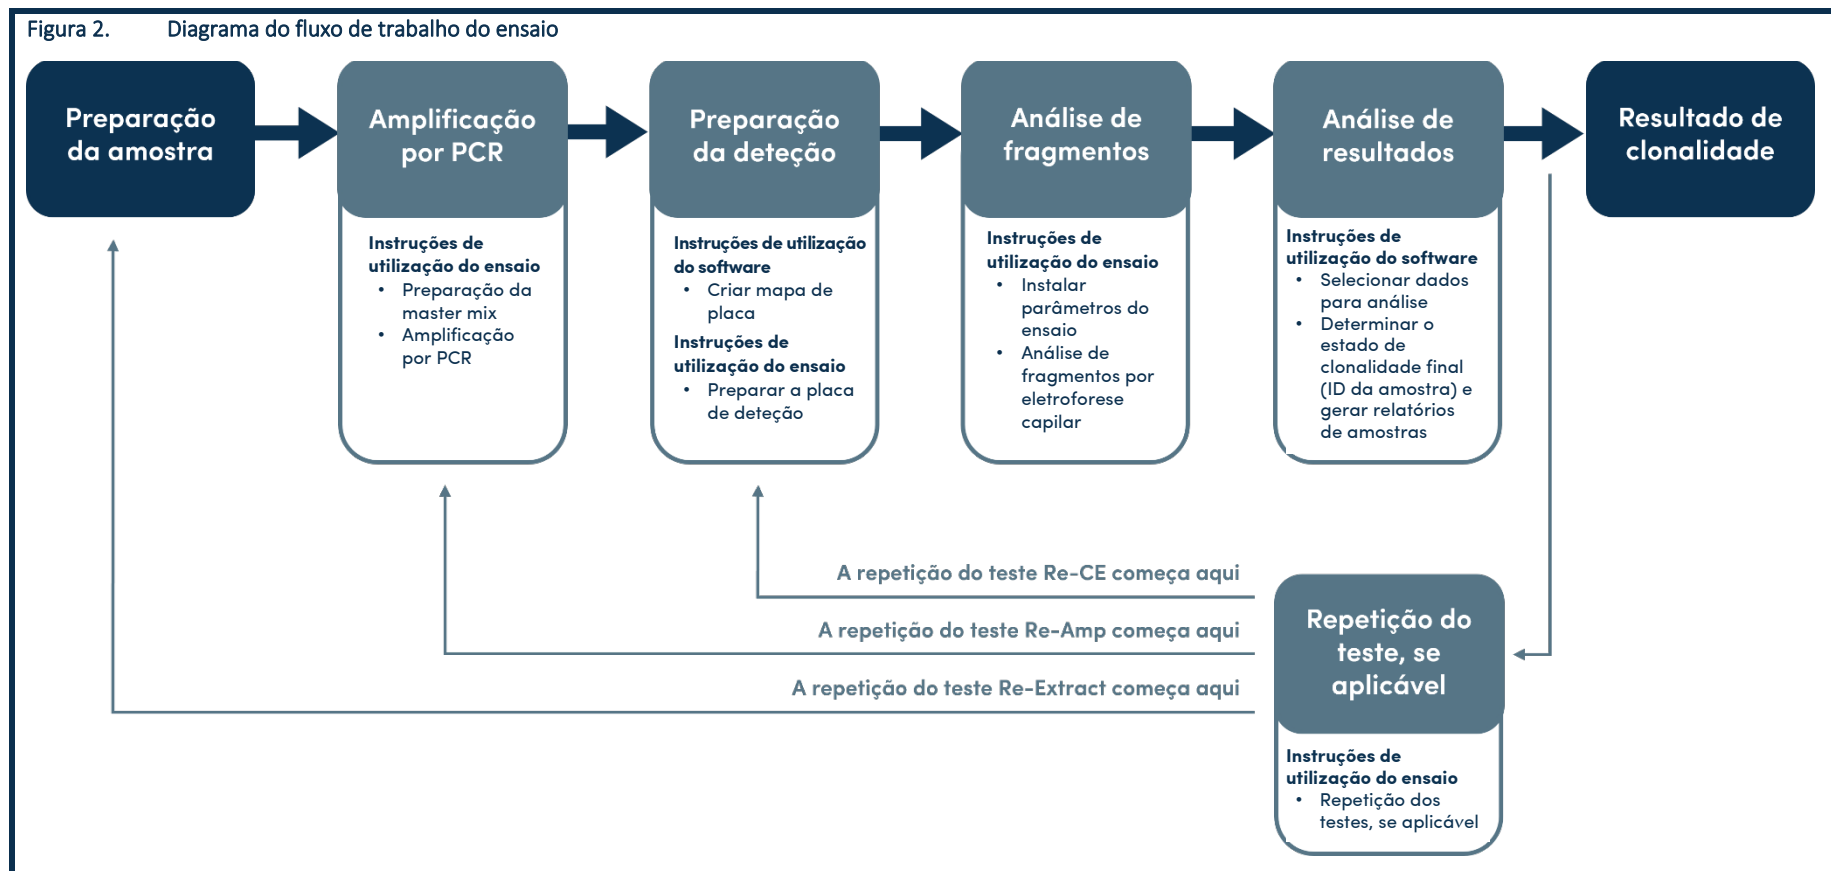 Figura 2. Diagrama do fluxo de trabalho do ensaio
Preparação
da amostra
Amplificação
por PCR
Instruções de
utilização do ensaio
• Preparação da
master mix
• Amplificação
por PCR
Preparação
da deteção
Instruções de utilização
do software
• Criar mapa de
placa
Instruções de
utilização do ensaio
• Preparar a placa
de deteção
Análise de
fragmentos
Instruções de
utilização do ensaio
• Instalar
parâmetros do
ensaio
• Análise de
fragmentos por
eletroforese
capilar
Análise de
resultados
Instruções de
utilização do software
• Selecionar dados
para análise
• Determinar o
estado de
clonalidade final
(ID da amostra) e
gerar relatórios
de amostras
Resultado de
clonalidade
A repetição do teste Re-CE começa aqui
A repetição do teste Re-Amp começa aqui
A repetição do teste Re-Extract começa aqui
Repetição do
teste, se
aplicável
Instruções de
utilização do ensaio
• Repetição dos
testes, se aplicável